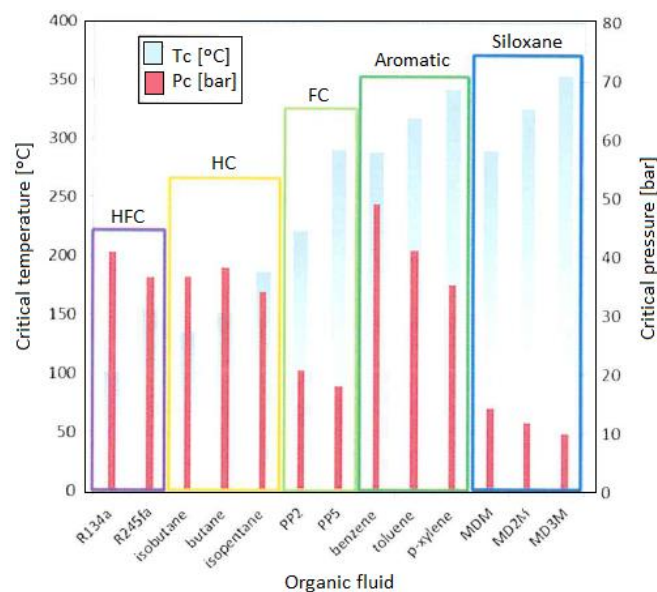 Tc [°C]
Pc [bar]
HFC
HC
FC
Aromatic
Siloxane
Critical temperature [°C]
400
350
300
250
200
150
100
50
0
Critical pressure [bar]
80
70
60
50
40
30
20
10
0
R134a
R245fa
isobutane
butane
isopentane
PP2
PP5
benzene
toluene
p-xylene
MDM
MD3M
Organic fluid